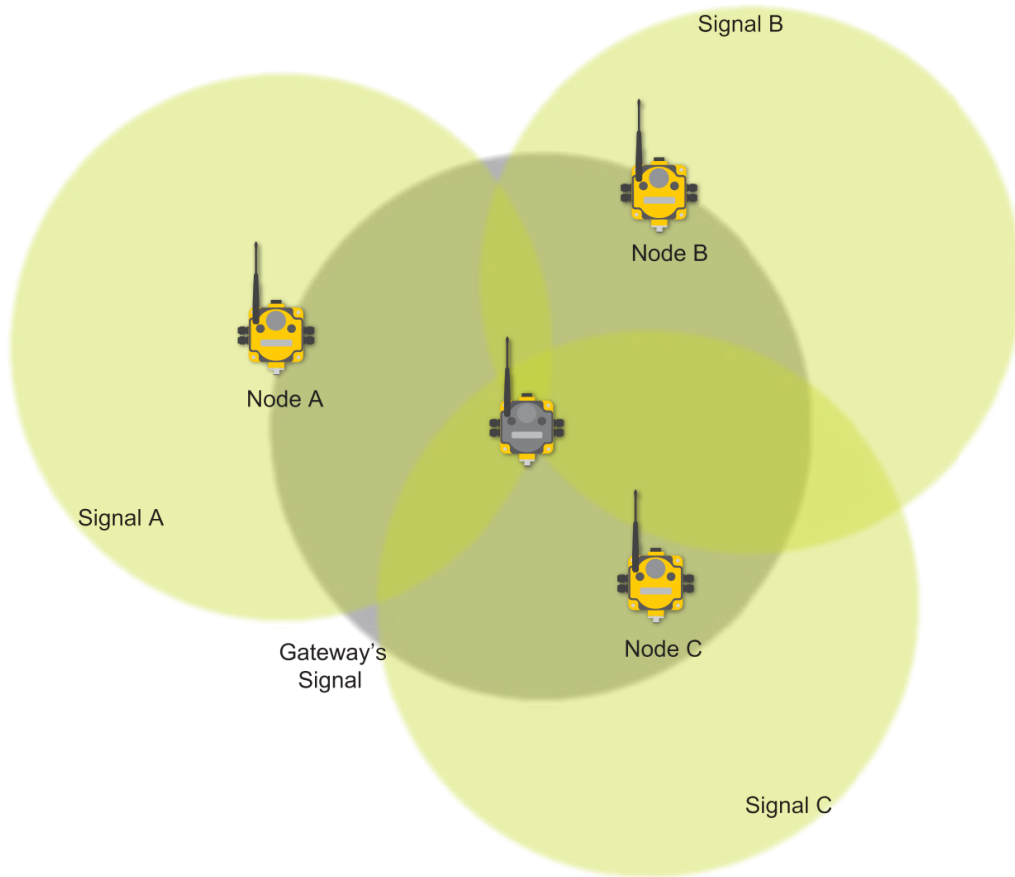 Signal B
Node B
Node A
Signal A
Gateway’s
Signal
Node C
Signal C